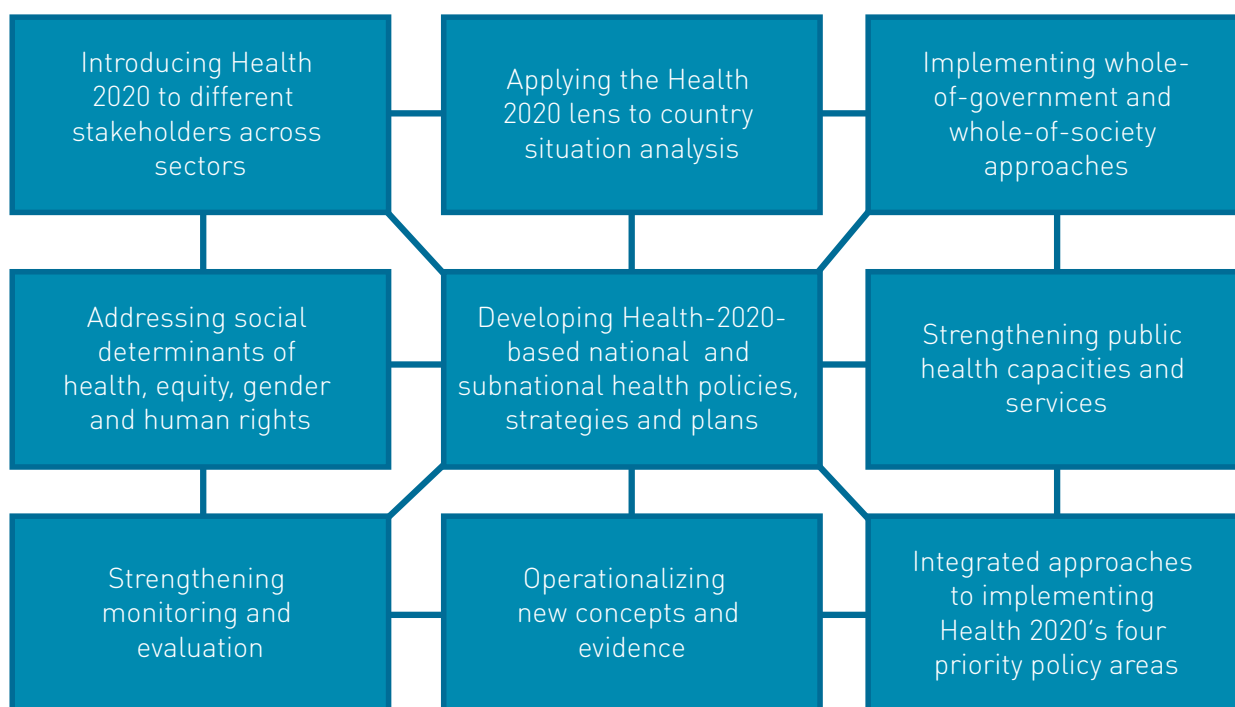 Introducing Health
2020 to different
stakeholders across
sectors
Applying the Health
2020 lens to country
situation analysis
Implementing whole-
of-government and
whole-of-society
approaches
Addressing social
determinants of
health, equity, gender
and human rights
Developing Health-2020-
based national and
subnational health policies,
strategies and plans
Strengthening public
health capacities and
services
Strengthening
monitoring and
evaluation
Operationalizing
new concepts and
evidence
Integrated approaches
to implementing
Health 2020's four
priority policy areas